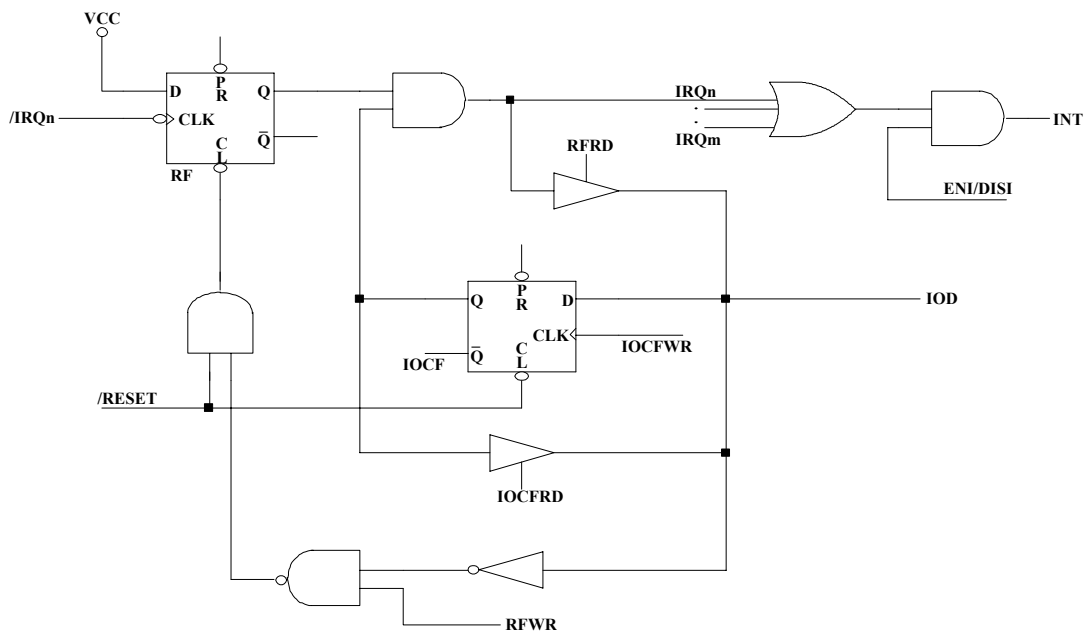 VCC
P
R
D
Q
/IRQn
CLK
Q̅
C
L
RF
IRQn
.
.
IRQm
INT
RFRD
ENI/DISI
P
R
Q
D
IOD
CLK
IOCFWR
IOCF
Q̅
C
L
/RESET
IOCFRD
RFWR